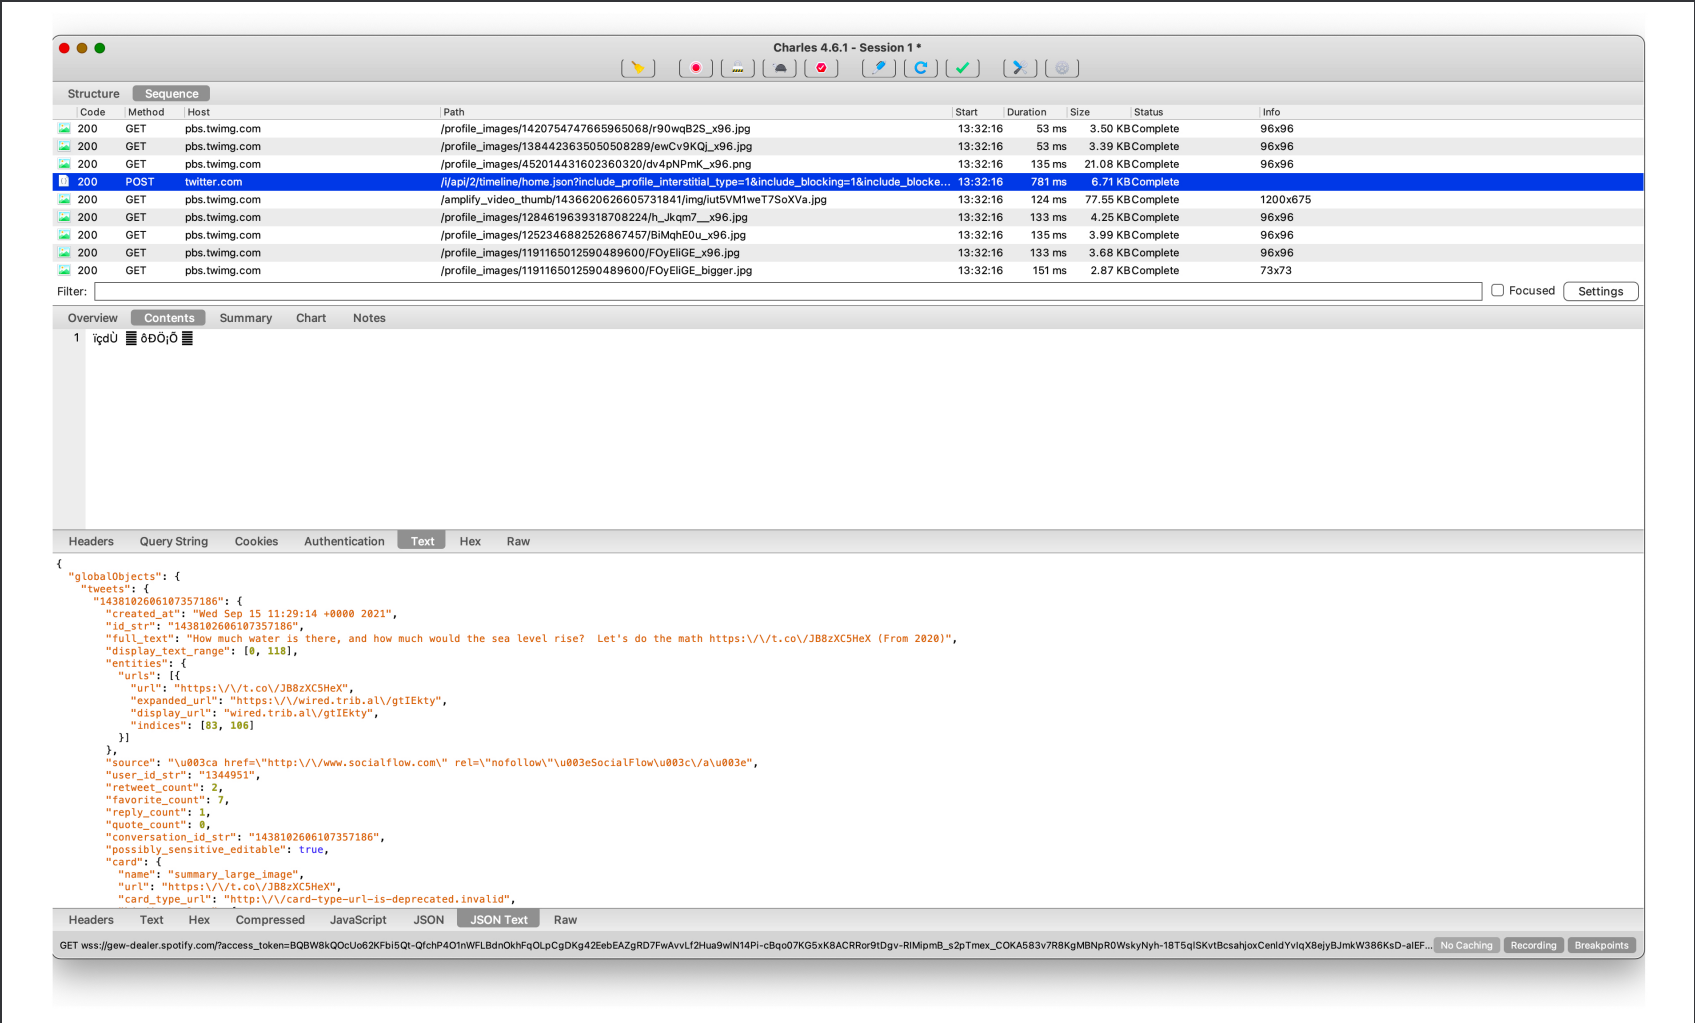 Charles 4.6.1 - Session 1 *
Structure Sequence
Code Method Host Path Start Duration Size Status Info
200 GET pbs.twimg.com /profile_images/1420754747665965068/r90wqB2S_x96.jpg 13:32:16 53 ms 3.50 KB Complete 96x96
200 GET pbs.twimg.com /profile_images/1384423635050508289/ewCv9KQj_x96.jpg 13:32:16 53 ms 3.39 KB Complete 96x96
200 GET pbs.twimg.com /profile_images/452014431602360320/dv4pNPmK_x96.png 13:32:16 135 ms 21.08 KB Complete 96x96
200 POST twitter.com /i/api/2/timeline/home.json?include_profile_interstitial_type=1&include_blocking=1&include_blocke... 13:32:16 781 ms 6.71 KB Complete
200 GET pbs.twimg.com /amplify_video_thumb/1436620626605731841/img/iut5VM1weT7SoXVa.jpg 13:32:16 124 ms 77.55 KB Complete 1200x675
200 GET pbs.twimg.com /profile_images/1284619639318708224/h_Jkqm7__x96.jpg 13:32:16 133 ms 4.25 KB Complete 96x96
200 GET pbs.twimg.com /profile_images/1252346882526867457/BiMqhE0u_x96.jpg 13:32:16 135 ms 3.99 KB Complete 96x96
200 GET pbs.twimg.com /profile_images/1191165012590489600/FOyEliGE_x96.jpg 13:32:16 133 ms 3.68 KB Complete 96x96
200 GET pbs.twimg.com /profile_images/1191165012590489600/FOyEliGE_bigger.jpg 13:32:16 151 ms 2.87 KB Complete 73x73
Filter: Focused Settings
Overview Contents Summary Chart Notes
1 ïçdÙ ôÐÖ¡Õ
Headers Query String Cookies Authentication Text Hex Raw
{
"globalObjects": {
"tweets": {
"1438102606107357186": {
"created_at": "Wed Sep 15 11:29:14 +0000 2021",
"id_str": "1438102606107357186",
"full_text": "How much water is there, and how much would the sea level rise?  Let's do the math https:\/\/t.co\/JB8zXC5HeX (From 2020)",
"display_text_range": [0, 118],
"entities": {
"urls": [{
"url": "https:\/\/t.co\/JB8zXC5HeX",
"expanded_url": "https:\/\/wired.trib.al\/gtIEkty",
"display_url": "wired.trib.al\/gtIEkty",
"indices": [83, 106]
}]
},
"source": "\u003ca href=\"http:\/\/www.socialflow.com\" rel=\"nofollow\"\u003eSocialFlow\u003c\/a\u003e",
"user_id_str": "1344951",
"retweet_count": 2,
"favorite_count": 7,
"reply_count": 1,
"quote_count": 0,
"conversation_id_str": "1438102606107357186",
"possibly_sensitive_editable": true,
"card": {
"name": "summary_large_image",
"url": "https:\/\/t.co\/JB8zXC5HeX",
"card_type_url": "http:\/\/card-type-url-is-deprecated.invalid",
Headers Text Hex Compressed JavaScript JSON JSON Text Raw
GET wss://gew-dealer.spotify.com/?access_token=BQBW8kQOcUo62KFbi5Qt-QfchP4O1nWFLBdnOkhFqOLpCgDKg42EebEAZgRD7FwAvvLf2Hua9wlN14Pi-cBqo07KG5xK8ACRRor9tDgv-RIMipmB_s2pTmex_COKA583v7R8KgMBNpR0WskyNyh-18T5qISKvtBcsahjoxCenldYvlqX8ejyBJmkW386KsD-aIEF... No Caching Recording Breakpoints